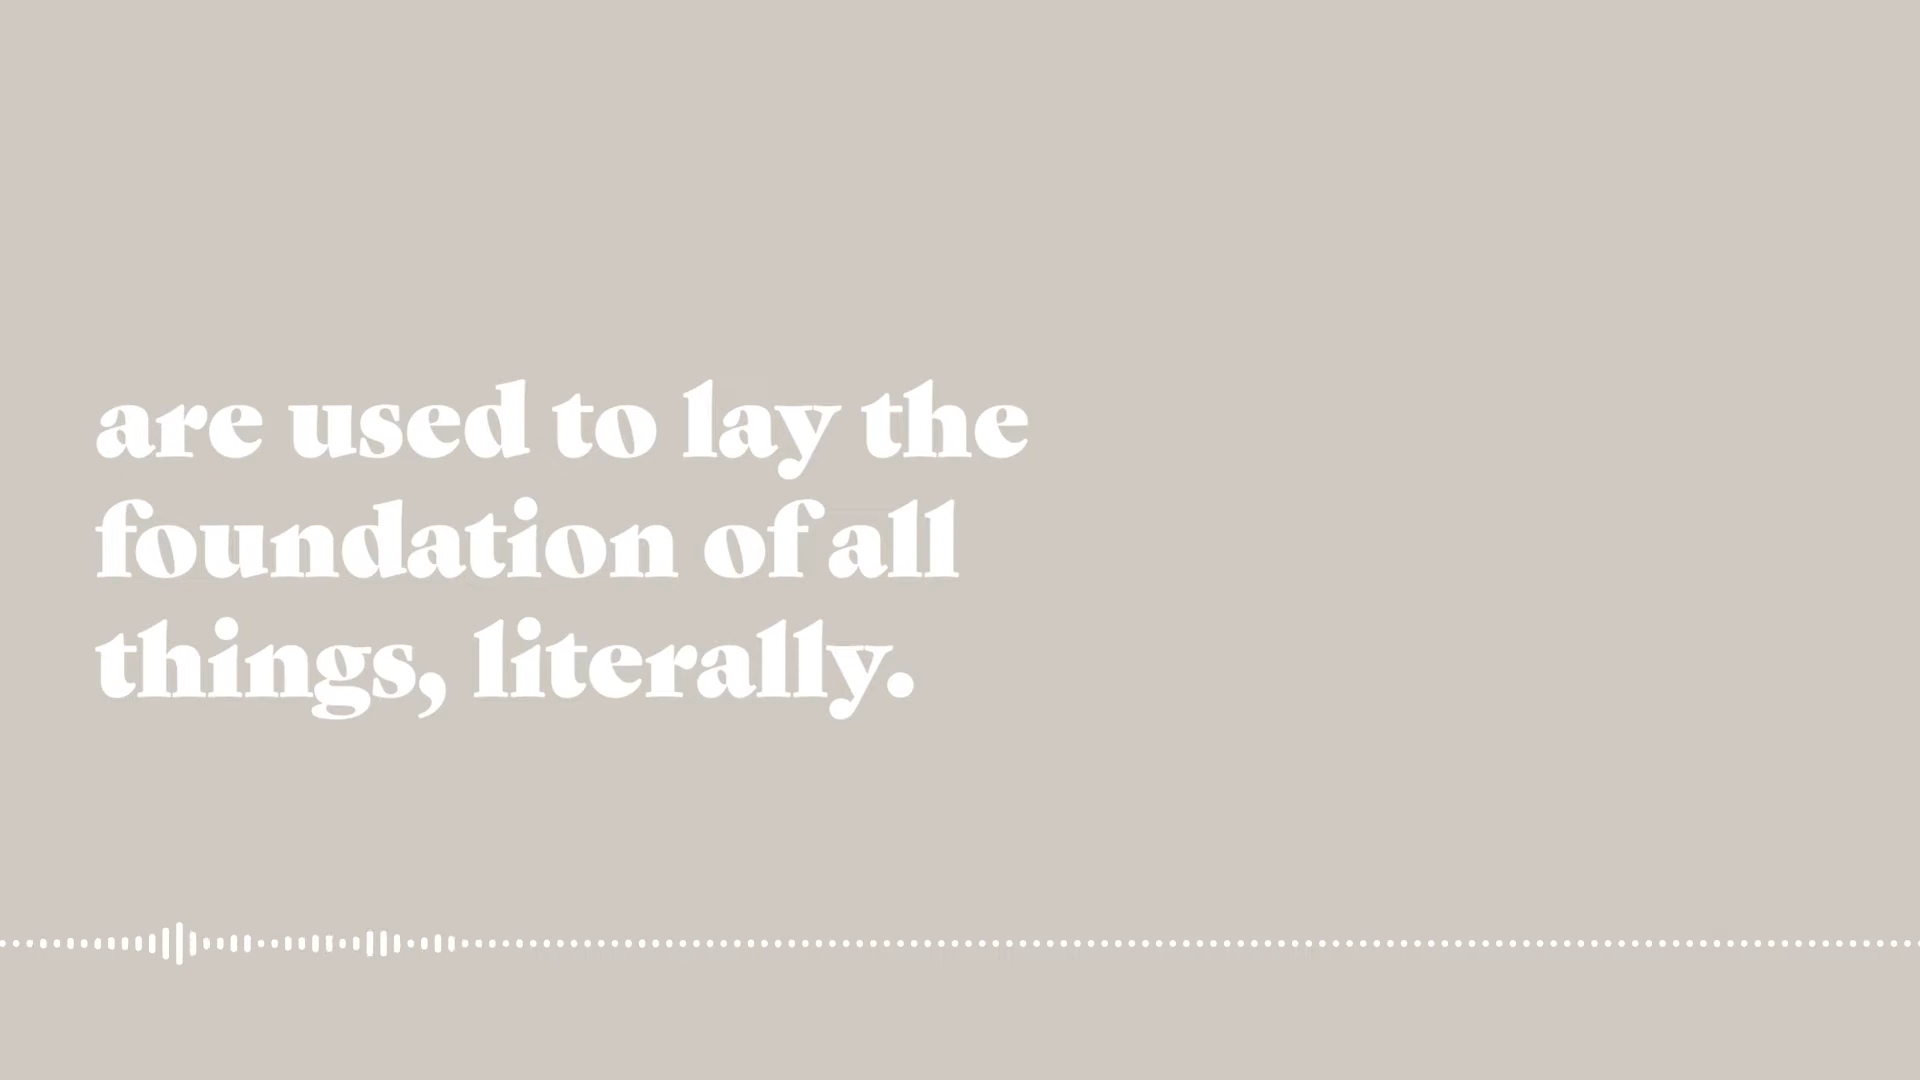 are used to lay the
foundation of all
things, literally.